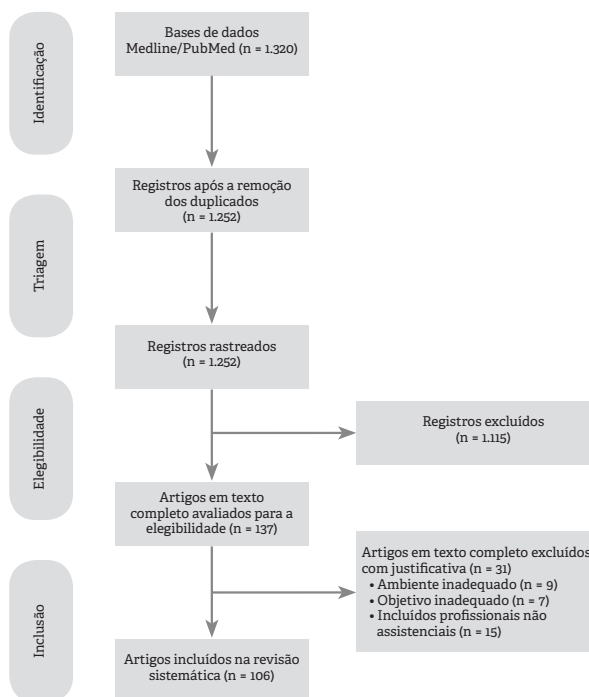 Identificação
Bases de dados
Medline/PubMed (n = 1.320)
Triagem
Registros após a remoção
dos duplicados
(n = 1.252)
Registros rastreados
(n = 1.252)
Elegibilidade
Registros excluídos
(n = 1.115)
Artigos em texto
completo avaliados para a
elegibilidade (n = 137)
Inclusão
Artigos em texto completo excluídos
com justificativa (n = 31)
• Ambiente inadequado (n = 9)
• Objetivo inadequado (n = 7)
• Incluídos profissionais não
assistenciais (n = 15)
Artigos incluídos na revisão
sistemática (n = 106)